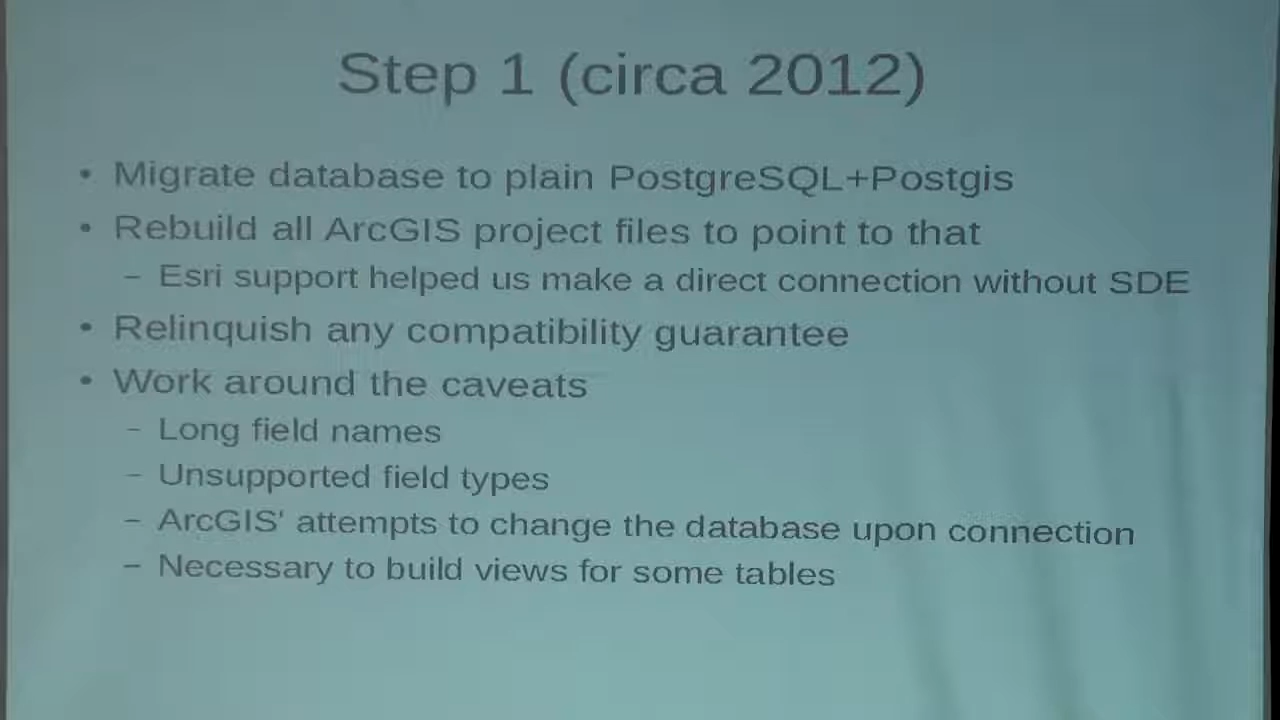 Step 1 (circa 2012)
• Migrate database to plain PostgreSQL+Postgis
• Rebuild all ArcGIS project files to point to that
– Esri support helped us make a direct connection without SDE
• Relinquish any compatibility guarantee
• Work around the caveats
– Long field names
– Unsupported field types
– ArcGIS' attempts to change the database upon connection
– Necessary to build views for some tables